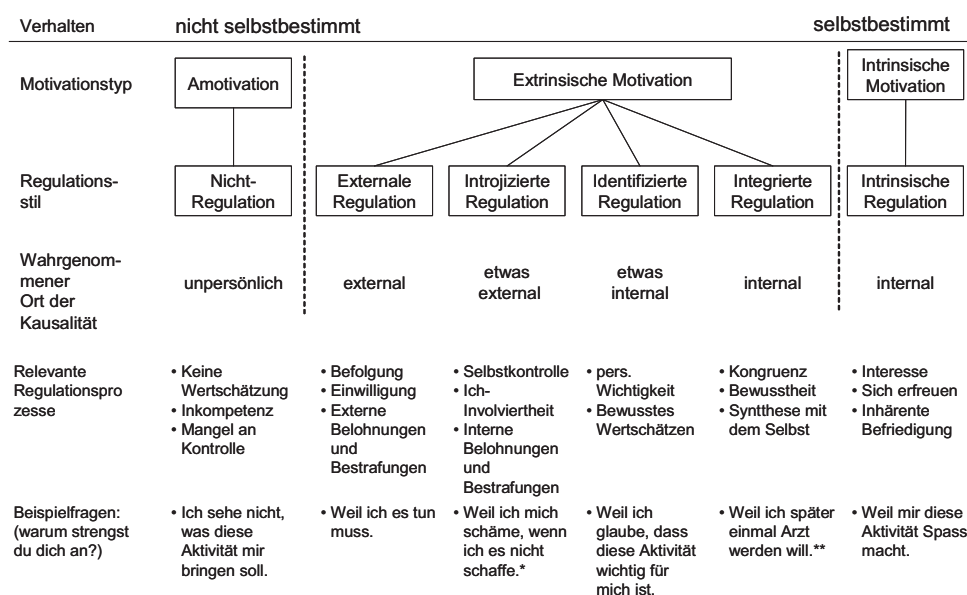 Verhalten
nicht selbstbestimmt
selbstbestimmt
Motivationstyp
Amotivation
Extrinsische Motivation
Intrinsische
Motivation
Regulations-
stil
Nicht-
Regulation
Externale
Regulation
Introjizierte
Regulation
Identifizierte
Regulation
Integrierte
Regulation
Intrinsische
Regulation
Wahrgenom-
mener
Ort der
Kausalität
unpersönlich
external
etwas
external
etwas
internal
internal
internal
Relevante
Regulationspro
zesse
• Keine
Wertschätzung
• Inkompetenz
• Mangel an
Kontrolle
• Befolgung
• Einwilligung
• Externe
Belohnungen
und
Bestrafungen
• Selbstkontrolle
• Ich-
Involviertheit
• Interne
Belohnungen
und
Bestrafungen
• pers.
Wichtigkeit
• Bewusstes
Wertschätzen
• Kongruenz
• Bewusstheit
• Syntthese mit
dem Selbst
• Interesse
• Sich erfreuen
• Inhärente
Befriedigung
Beispielfragen:
(warum strengst
du dich an?)
• Ich sehe nicht,
was diese
Aktivität mir
bringen soll.
• Weil ich es tun
muss.
• Weil ich mich
schäme, wenn
ich es nicht
schaffe.*
• Weil ich
glaube, dass
diese Aktivität
wichtig für
mich ist.
• Weil ich später
einmal Arzt
werden will.**
• Weil mir diese
Aktivität Spass
macht.